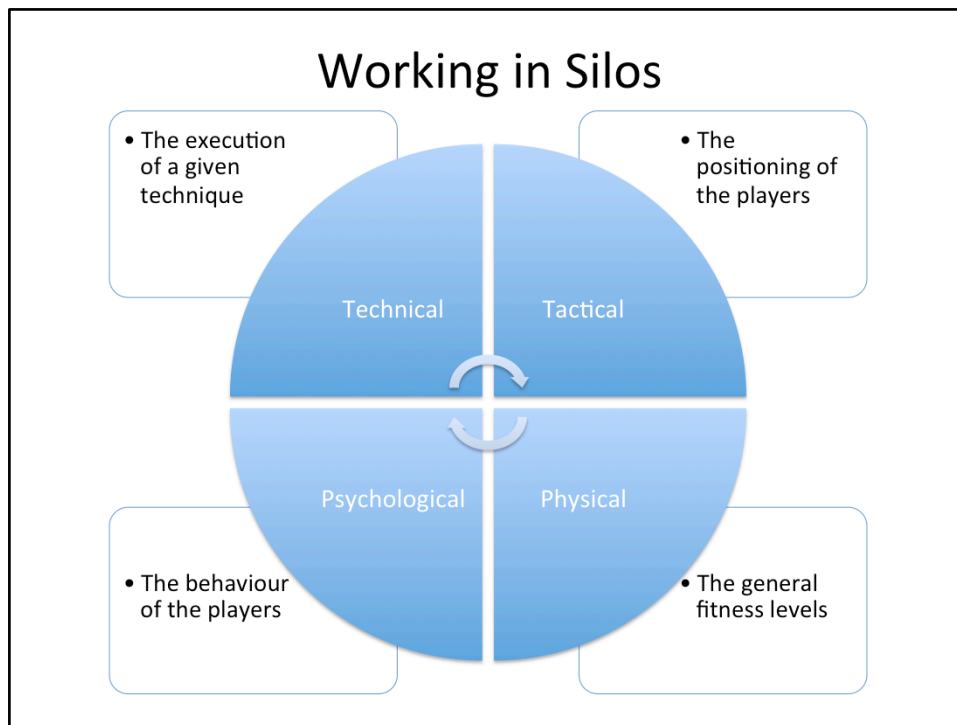 Working in Silos
• The execution
of a given
technique
• The
positioning of
the players
Technical
Tactical
Psychological
Physical
• The behaviour
of the players
• The general
fitness levels